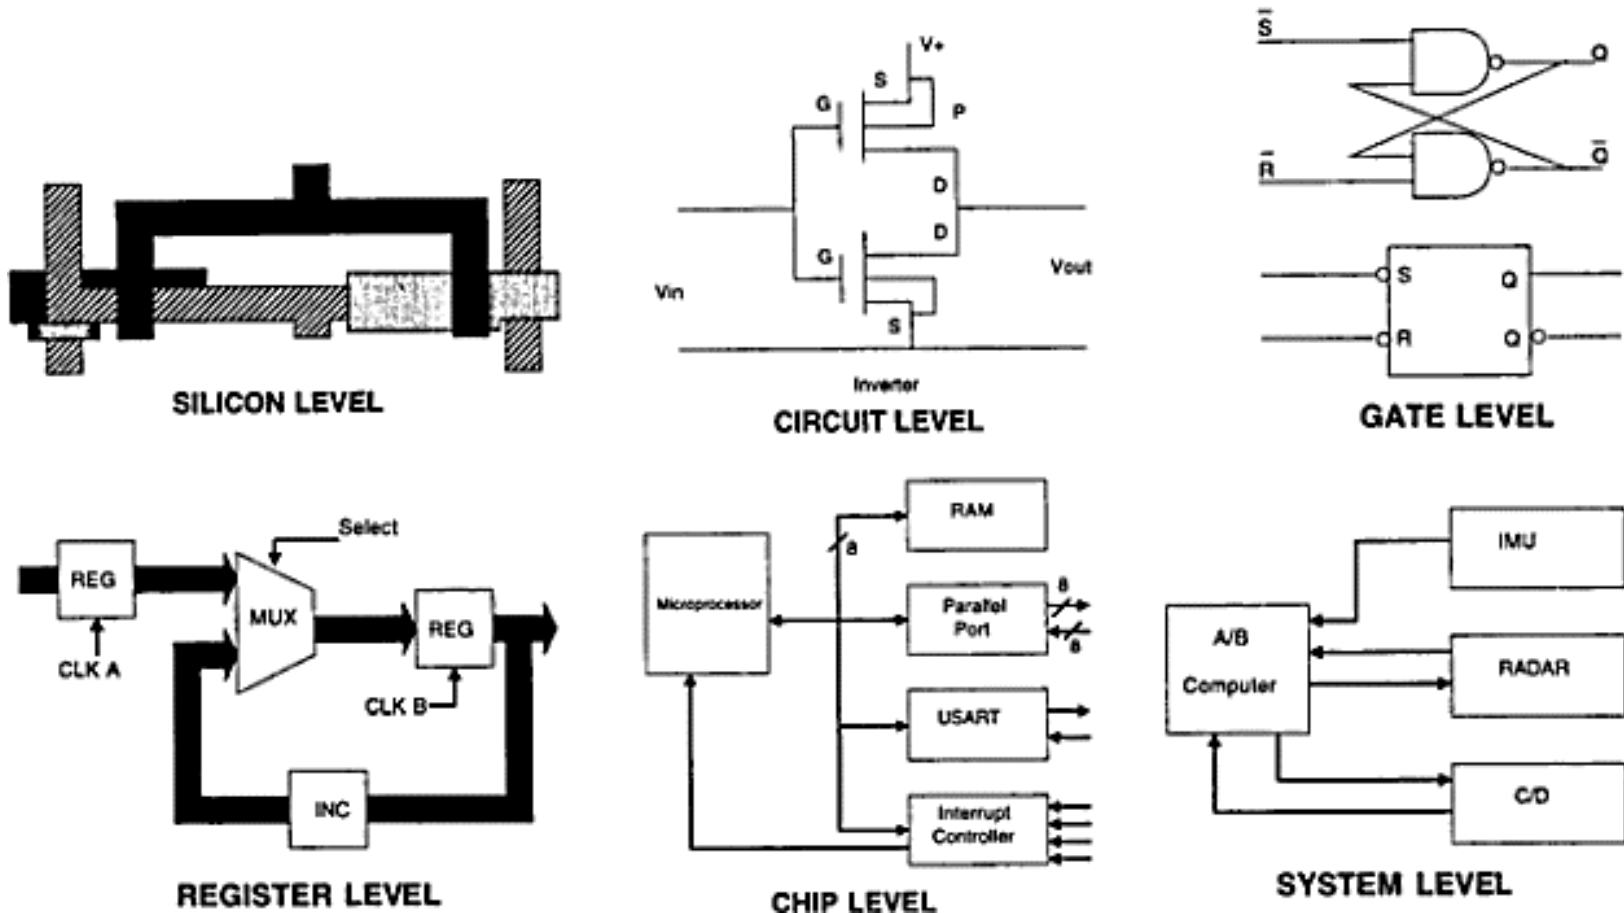 SILICON LEVEL
V+
S
G
P
D
D
G
Vin
Vout
S
Inverter
CIRCUIT LEVEL
S̅
Q
R̅
Q̅
S Q
R Q
GATE LEVEL
Select
REG
MUX
REG
CLK A
CLK B
INC
REGISTER LEVEL
RAM
8
Microprocessor
Parallel
Port
8
8
USART
Interrupt
Controller
CHIP LEVEL
IMU
A/B
Computer
RADAR
C/D
SYSTEM LEVEL